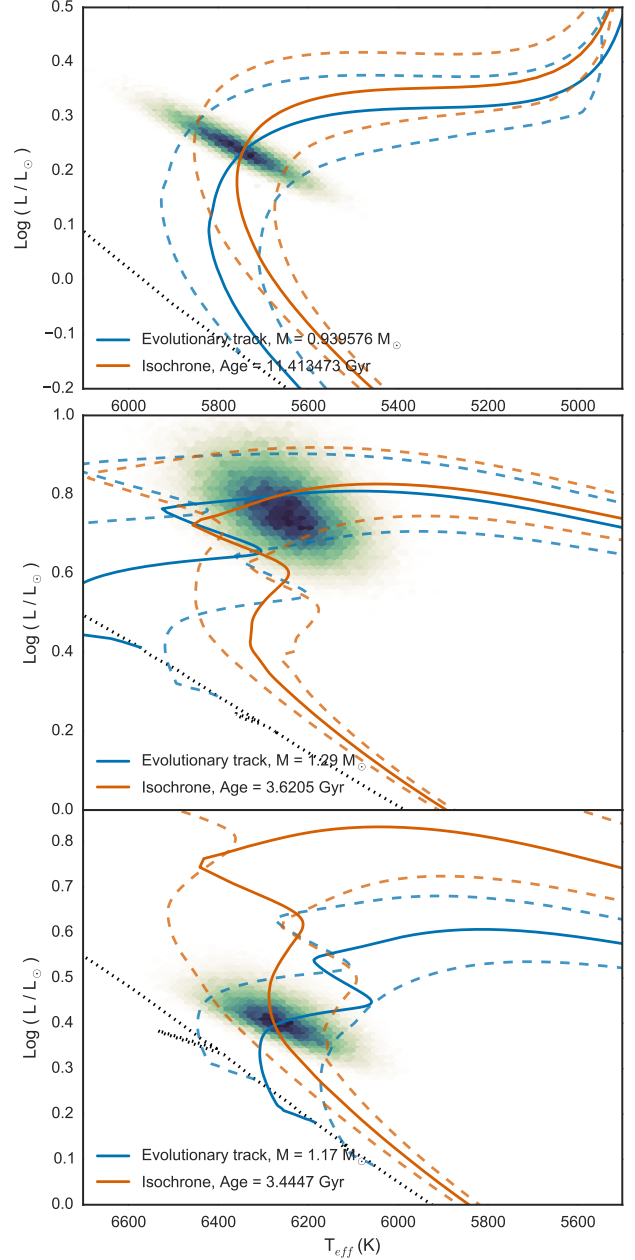 0.5
0.4
0.3
0.2
0.1
0.0
−0.1
−0.2
Log ( L / L☉ )
Evolutionary track, M = 0.939576 M☉
Isochrone, Age = 11.413473 Gyr
6000 5800 5600 5400 5200 5000
1.0
0.8
0.6
0.4
0.2
0.0
Log ( L / L☉ )
Evolutionary track, M = 1.29 M☉
Isochrone, Age = 3.6205 Gyr
0.8
0.7
0.6
0.5
0.4
0.3
0.2
0.1
0.0
Log ( L / L☉ )
Evolutionary track, M = 1.17 M☉
Isochrone, Age = 3.4447 Gyr
6600 6400 6200 6000 5800 5600
Teff (K)